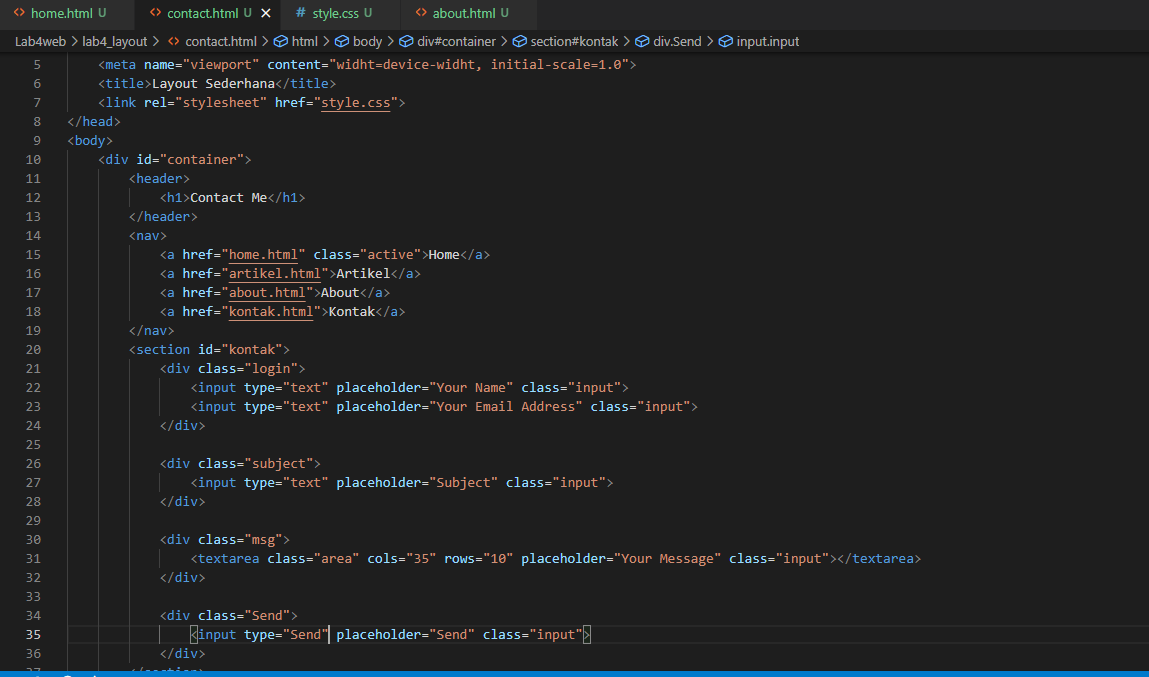 home.html U contact.html U style.css U about.html U
Lab4web > lab4_layout > contact.html > html > body > div#container > section#kontak > div.Send > input.input
5 <meta name="viewport" content="widht=device-widht, initial-scale=1.0">
6 <title>Layout Sederhana</title>
7 <link rel="stylesheet" href="style.css">
8 </head>
9 <body>
10 <div id="container">
11 <header>
12 <h1>Contact Me</h1>
13 </header>
14 <nav>
15 <a href="home.html" class="active">Home</a>
16 <a href="artikel.html">Artikel</a>
17 <a href="about.html">About</a>
18 <a href="kontak.html">Kontak</a>
19 </nav>
20 <section id="kontak">
21 <div class="login">
22 <input type="text" placeholder="Your Name" class="input">
23 <input type="text" placeholder="Your Email Address" class="input">
24 </div>
25
26 <div class="subject">
27 <input type="text" placeholder="Subject" class="input">
28 </div>
29
30 <div class="msg">
31 <textarea class="area" cols="35" rows="10" placeholder="Your Message" class="input"></textarea>
32 </div>
33
34 <div class="Send">
35 <input type="Send" placeholder="Send" class="input">
36 </div>
37 </section>